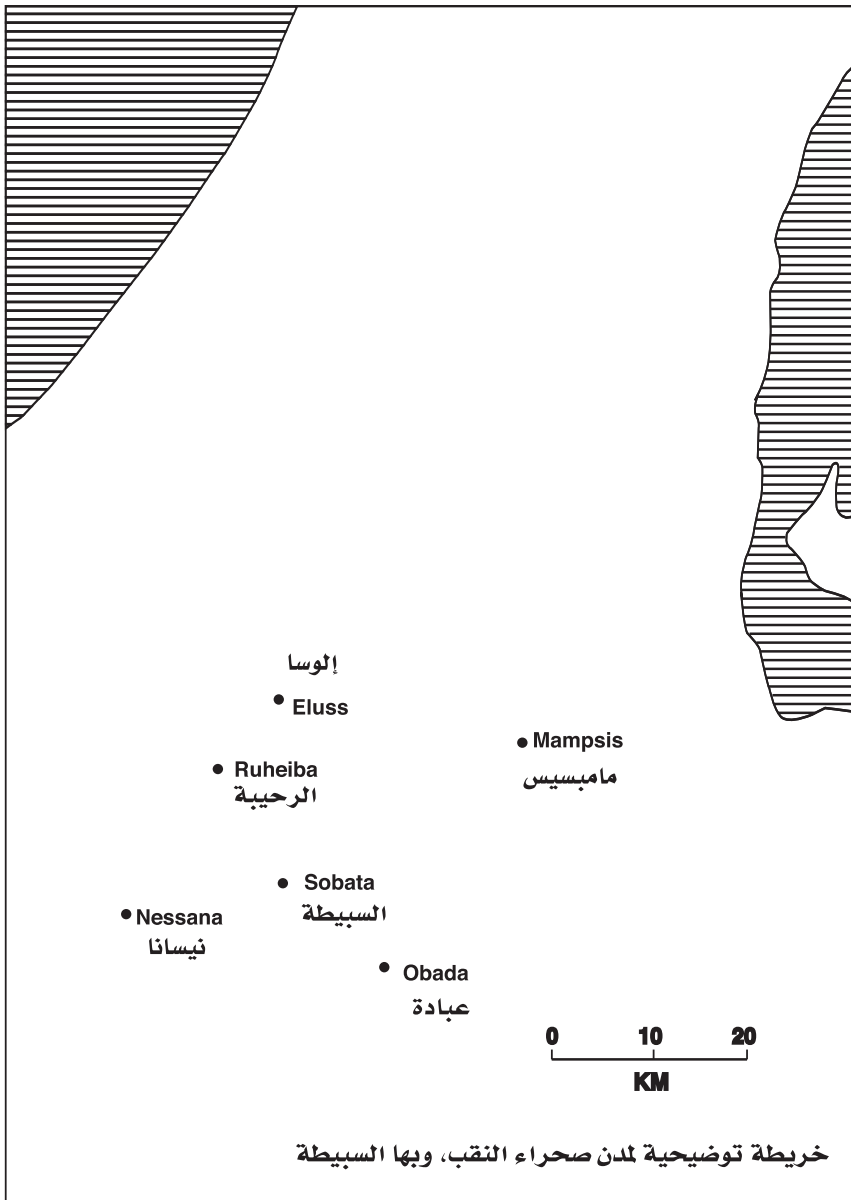 إلوسا
Eluss
Mampsis
مامبسيس
Ruheiba
الرحيبة
Sobata
السبيطة
Nessana
نيسانا
Obada
عبادة
0 10 20
KM
خريطة توضيحية لمدن صحراء النقب، وبها السبيطة